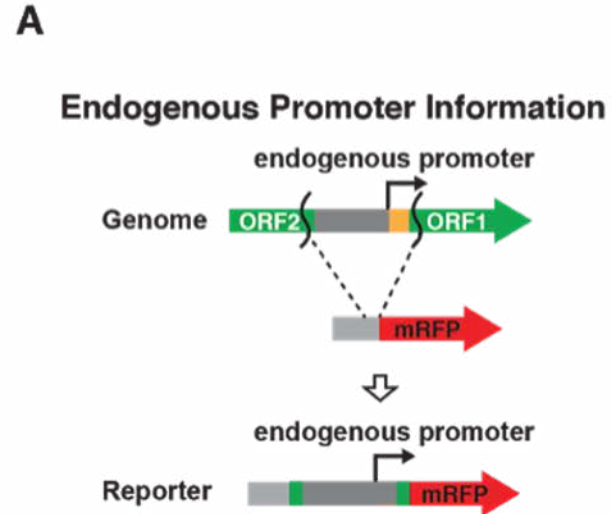 A
Endogenous Promoter Information
endogenous promoter
Genome ORF2 ORF1
mRFP
endogenous promoter
Reporter mRFP